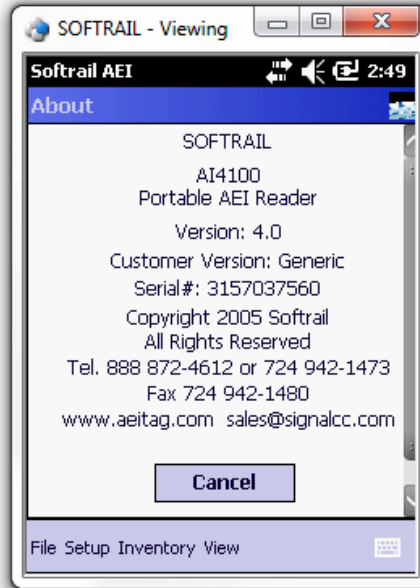 SOFTRAIL - Viewing
Softrail AEI 2:49
About
SOFTRAIL
AI4100
Portable AEI Reader
Version: 4.0
Customer Version: Generic
Serial#: 3157037560
Copyright 2005 Softrail
All Rights Reserved
Tel. 888 872-4612 or 724 942-1473
Fax 724 942-1480
www.aeitag.com sales@signalcc.com
Cancel
File Setup Inventory View